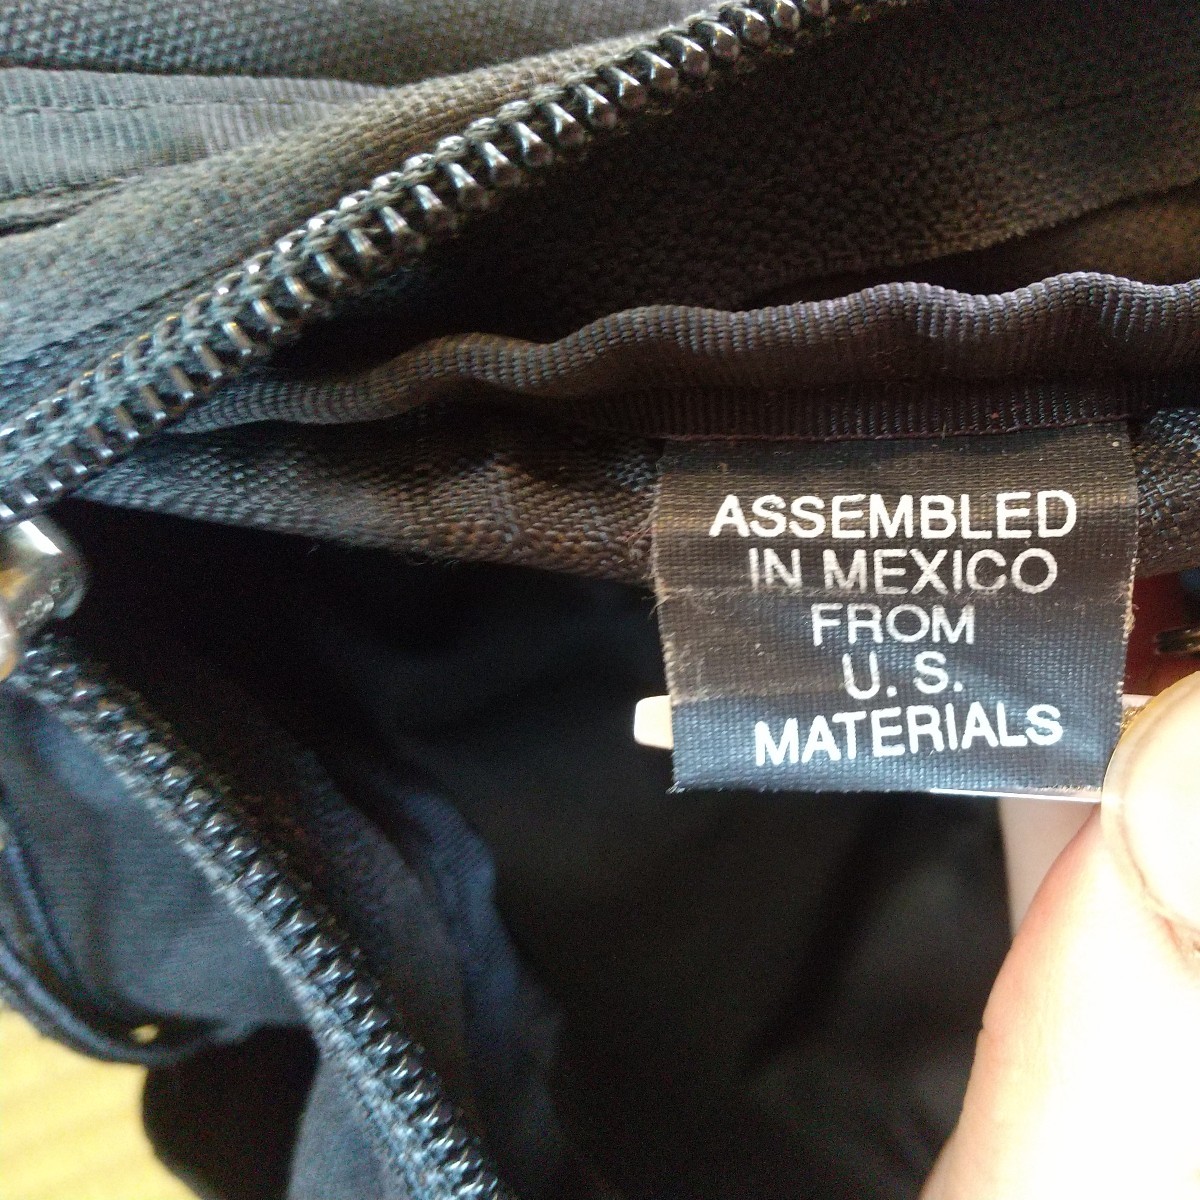 ASSEMBLED
IN MEXICO
FROM
U. S.
MATERIALS